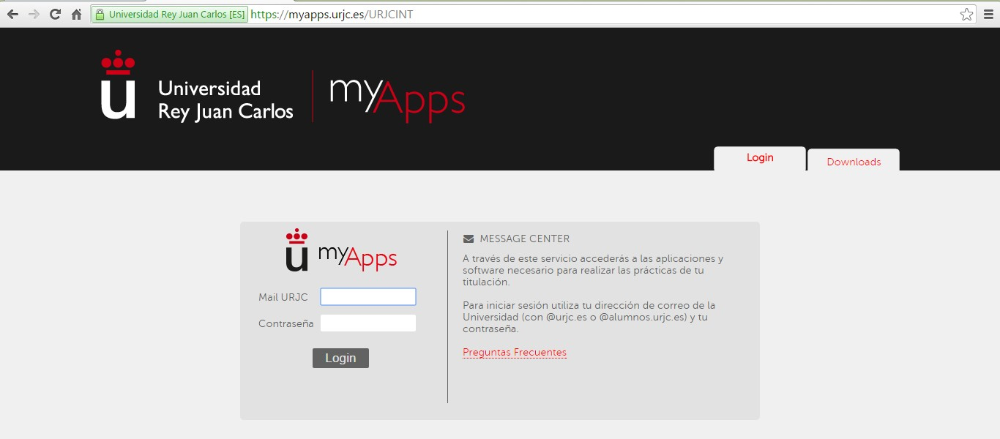 Universidad Rey Juan Carlos [ES] https://myapps.urjc.es/URJCINT
u Universidad
Rey Juan Carlos
myApps
Login
Downloads
u myApps
Mail URJC
Contraseña
Login
MESSAGE CENTER
A través de este servicio accederás a las aplicaciones y
software necesario para realizar las prácticas de tu
titulación.
Para iniciar sesión utiliza tu dirección de correo de la
Universidad (con @urjc.es o @alumnos.urjc.es) y tu
contraseña.
Preguntas Frecuentes